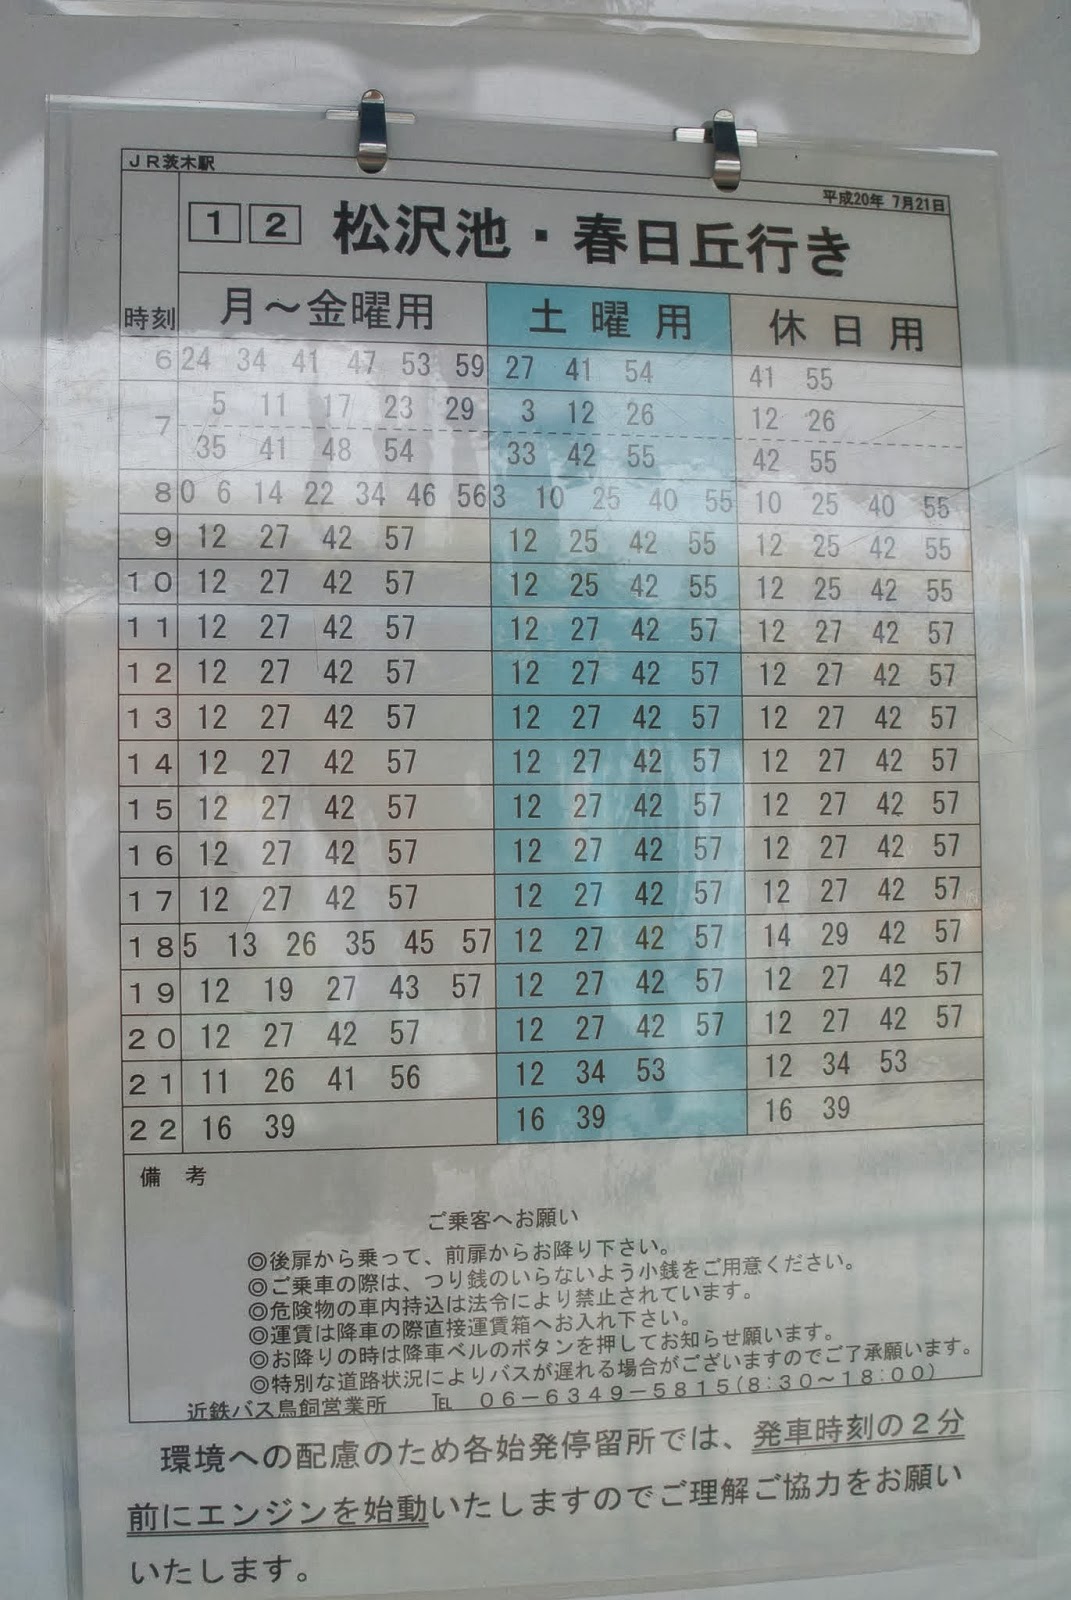 JR茨木駅
平成20年 7月21日
1 2 松沢池・春日丘行き
時刻 月～金曜用 土曜用 休日用
6 24 34 41 47 53 59 27 41 54 41 55
7 5 11 17 23 29 3 12 26 12 26
35 41 48 54 33 42 55 42 55
8 0 6 14 22 34 46 56 3 10 25 40 55 10 25 40 55
9 12 27 42 57 12 25 42 55 12 25 42 55
10 12 27 42 57 12 25 42 55 12 25 42 55
11 12 27 42 57 12 27 42 57 12 27 42 57
12 12 27 42 57 12 27 42 57 12 27 42 57
13 12 27 42 57 12 27 42 57 12 27 42 57
14 12 27 42 57 12 27 42 57 12 27 42 57
15 12 27 42 57 12 27 42 57 12 27 42 57
16 12 27 42 57 12 27 42 57 12 27 42 57
17 12 27 42 57 12 27 42 57 12 27 42 57
18 5 13 26 35 45 57 12 27 42 57 14 29 42 57
19 12 19 27 43 57 12 27 42 57 12 27 42 57
20 12 27 42 57 12 27 42 57 12 27 42 57
21 11 26 41 56 12 34 53 12 34 53
22 16 39 16 39 16 39
備考
ご乗客へお願い
◎後扉から乗って、前扉からお降り下さい。
◎ご乗車の際は、つり銭のいらないよう小銭をご用意ください。
◎危険物の車内持込は法令により禁止されています。
◎運賃は降車の際直接運賃箱へお入れ下さい。
◎お降りの時は降車ベルのボタンを押してお知らせ願います。
◎特別な道路状況によりバスが遅れる場合がございますのでご了承願います。
近鉄バス鳥飼営業所 ℡ 06－6349－5815(8:30～18:00)
環境への配慮のため各始発停留所では、発車時刻の2分
前にエンジンを始動いたしますのでご理解ご協力をお願い
いたします。